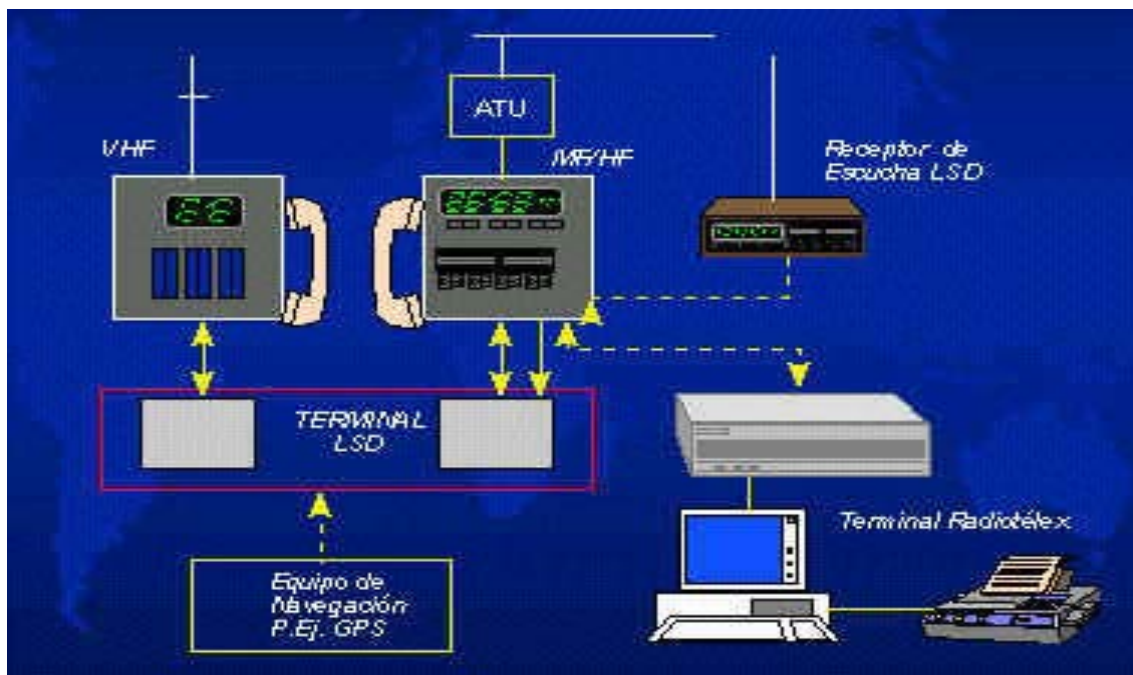 ATU
VHF
MF/HF
Receptor de
Escucha LSD
TERMINAL
LSD
Terminal Radiotélex
Equipo de
Navegación
P.Ej. GPS